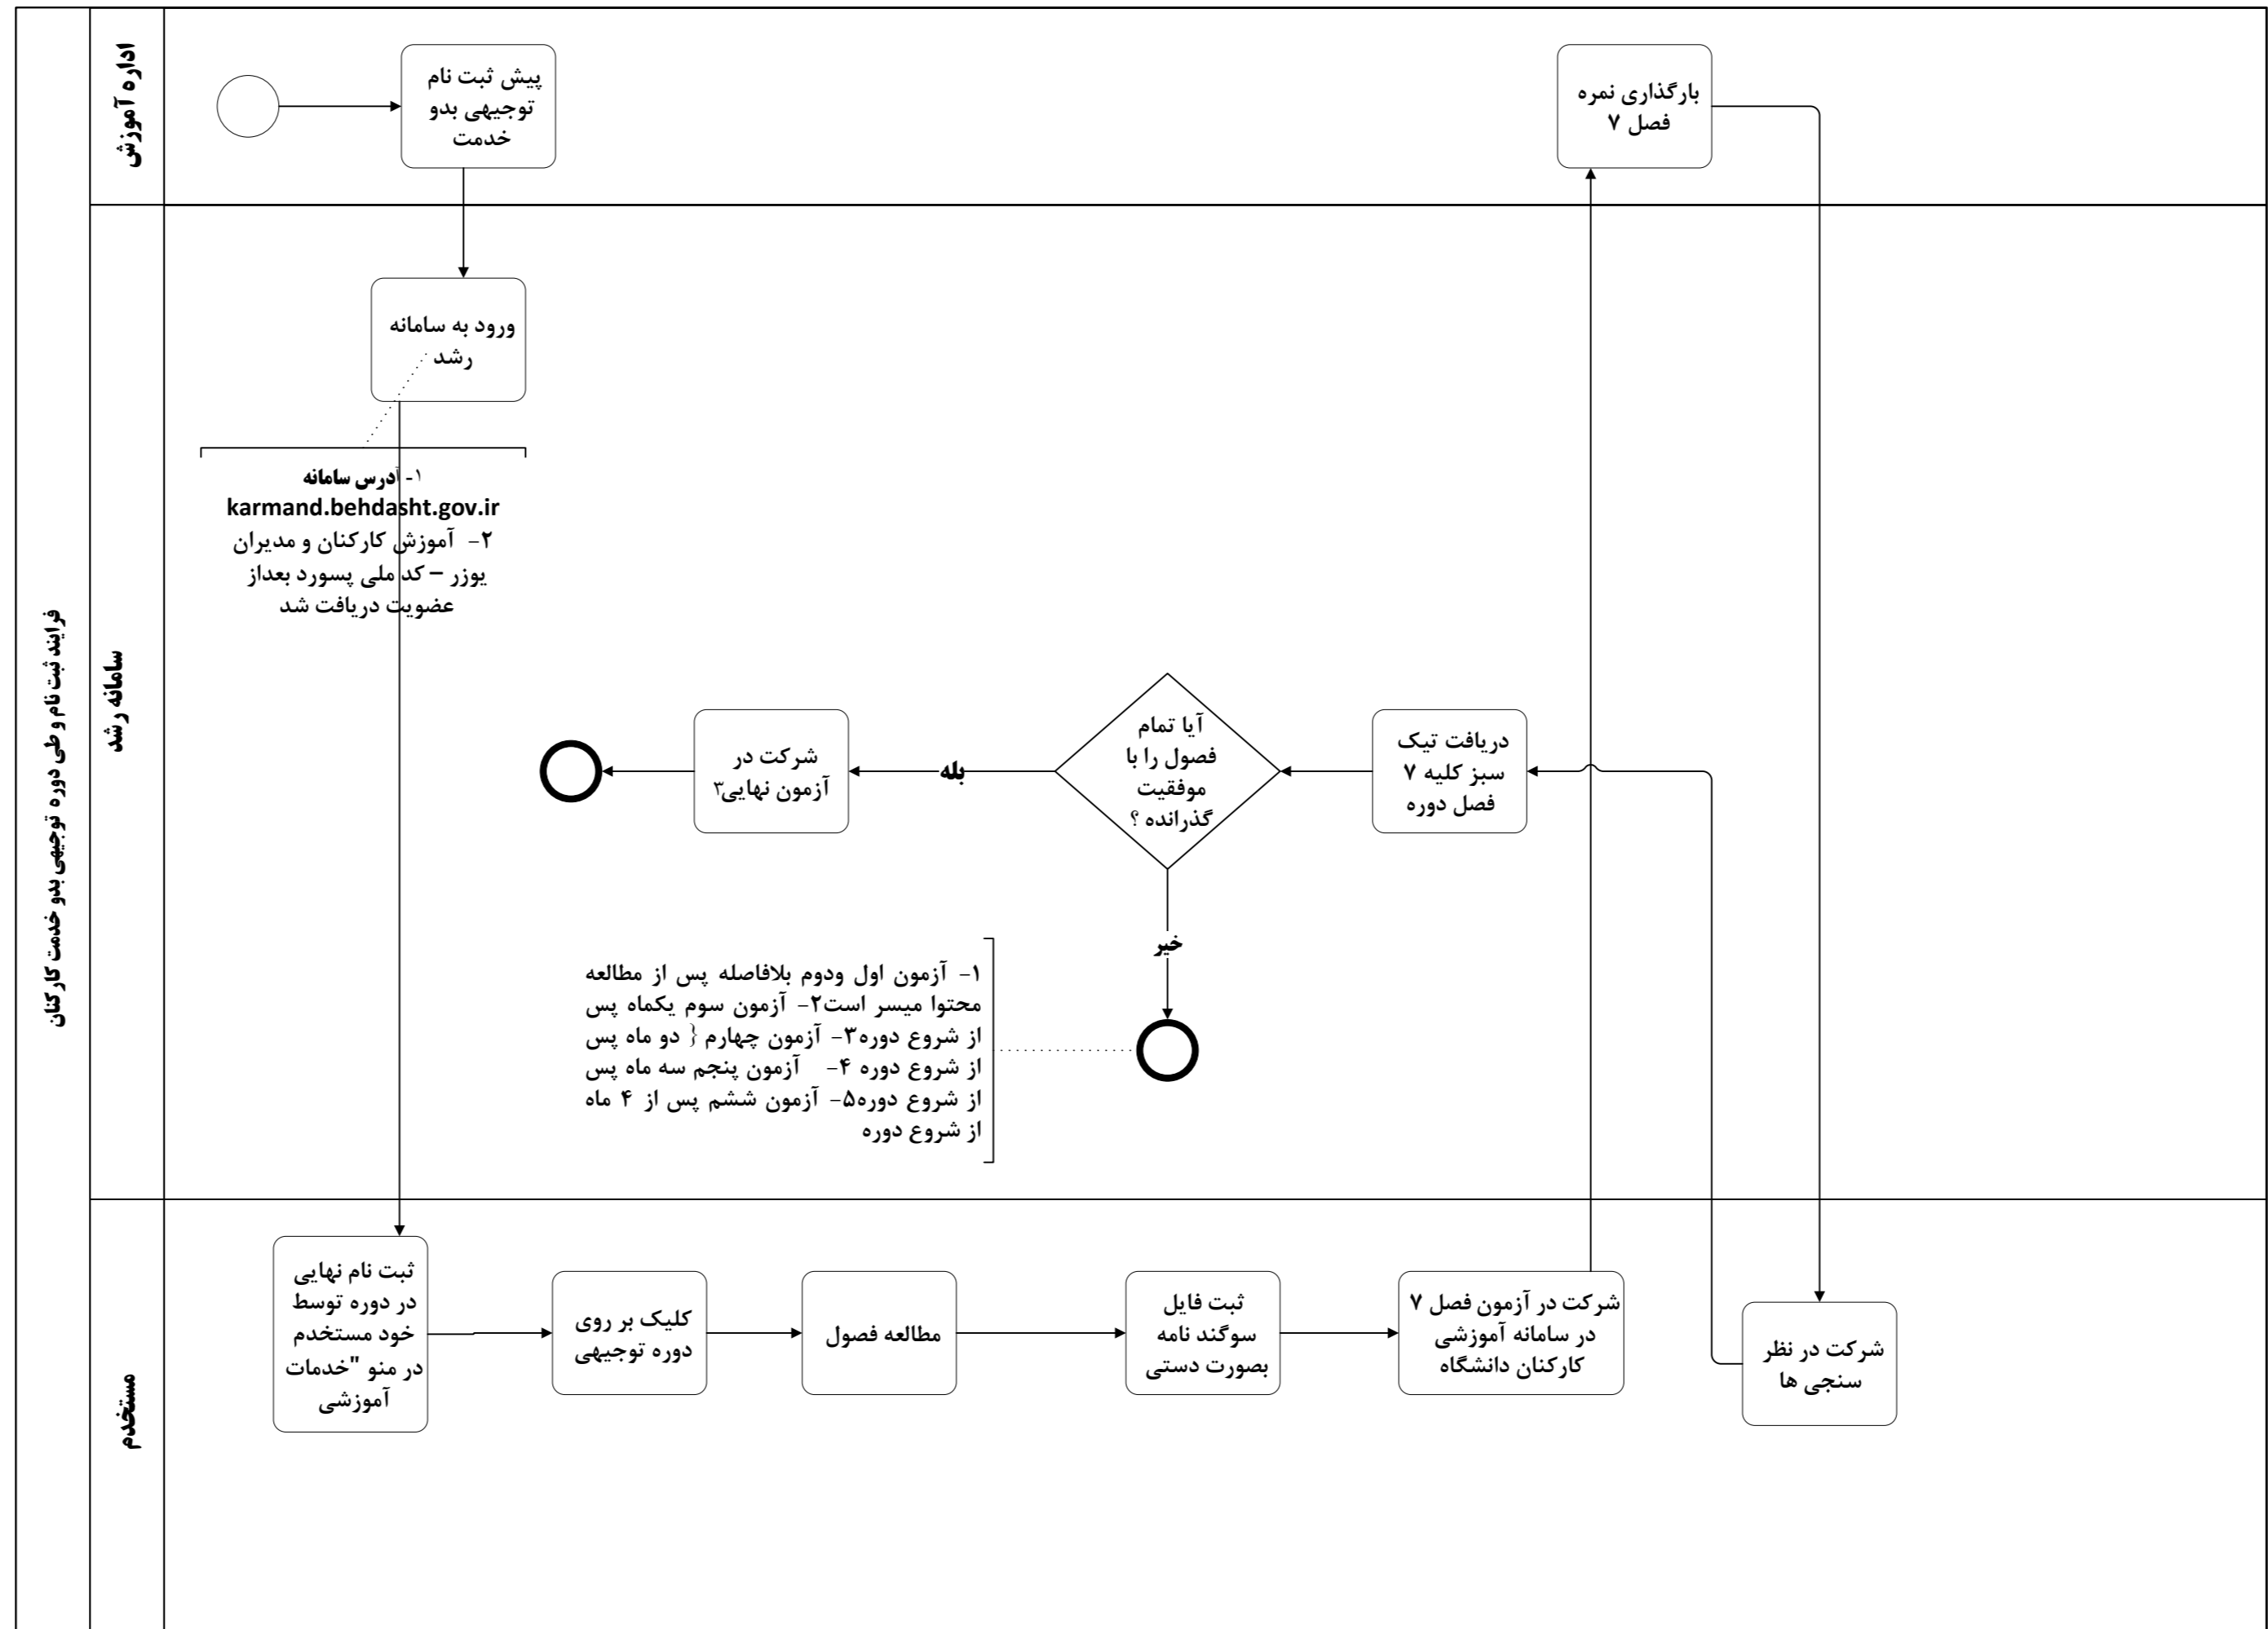 فرایند ثبت نام و طی دوره توجیهی بدو خدمت کارکنان
اداره آموزش
پیش ثبت نام
توجیهی بدو
خدمت
بارگذاری نمره
فصل ۷
سامانه رشد
ورود به سامانه
رشد
۱- آدرس سامانه
karmand.behdasht.gov.ir
۲- آموزش کارکنان و مدیران
یوزر – کد ملی پسورد بعداز
عضویت دریافت شد
دریافت تیک
سبز کلیه ۷
فصل دوره
آیا تمام
فصول را با
موفقیت
گذرانده ؟
بله
شرکت در
آزمون نهایی۳
خیر
۱- آزمون اول ودوم بلافاصله پس از مطالعه
محتوا میسر است۲- آزمون سوم یکماه پس
از شروع دوره۳- آزمون چهارم { دو ماه پس
از شروع دوره ۴- آزمون پنجم سه ماه پس
از شروع دوره۵- آزمون ششم پس از ۴ ماه
از شروع دوره
مستخدم
ثبت نام نهایی
در دوره توسط
خود مستخدم
در منو "خدمات
آموزشی
کلیک بر روی
دوره توجیهی
مطالعه فصول
ثبت فایل
سوگند نامه
بصورت دستی
شرکت در آزمون فصل ۷
در سامانه آموزشی
کارکنان دانشگاه
شرکت در نظر
سنجی ها